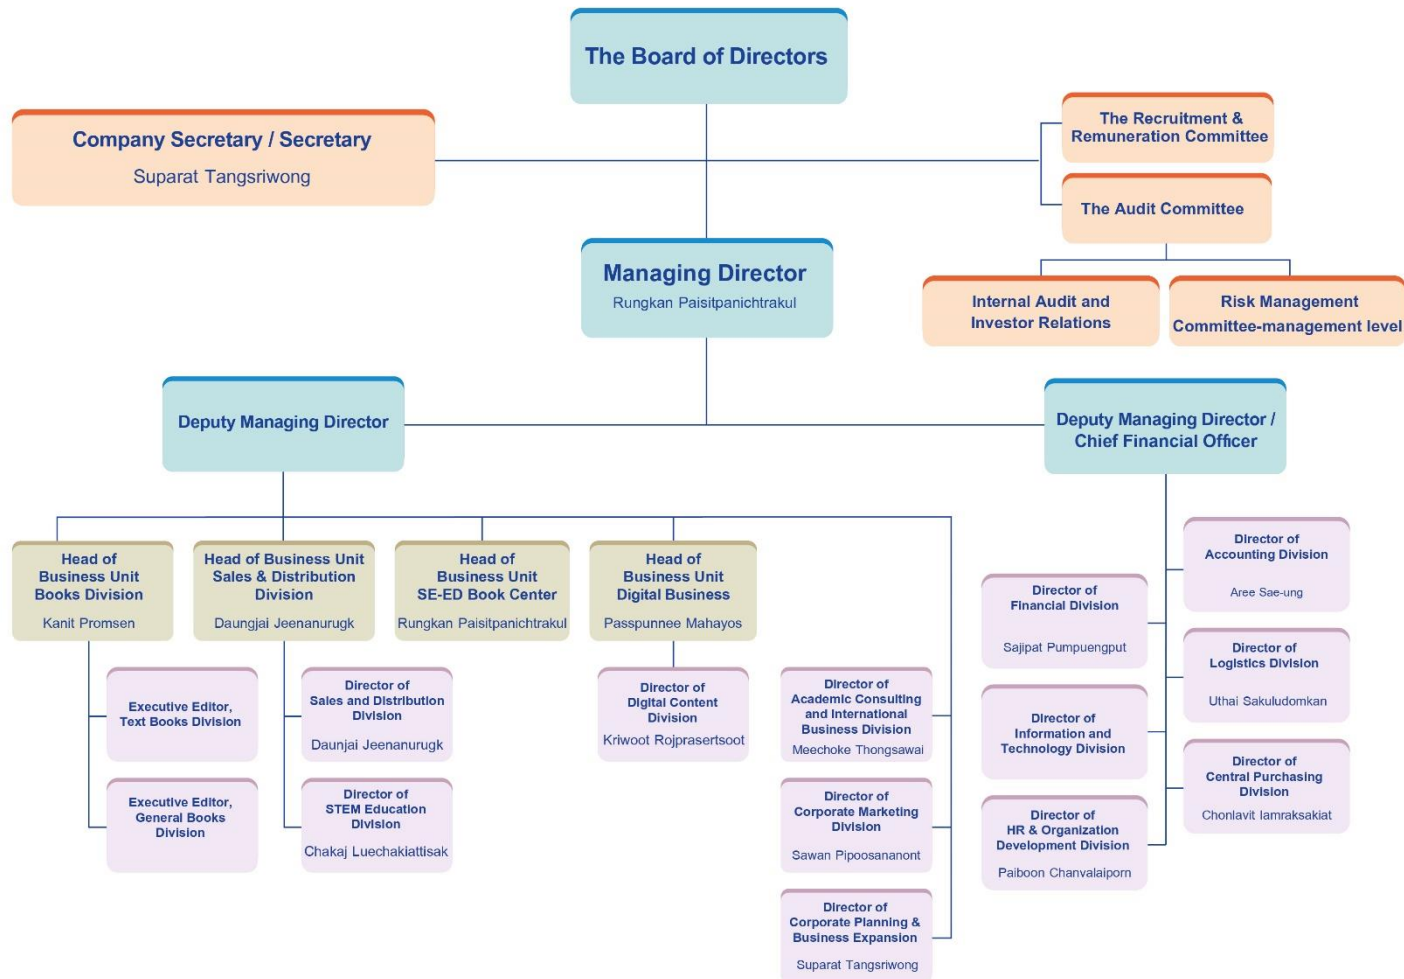 The Board of Directors
Company Secretary / Secretary
Suparat Tangsriwong
The Recruitment &
Remuneration Committee
The Audit Committee
Managing Director
Rungkan Paisitpanichtrakul
Internal Audit and
Investor Relations
Risk Management
Committee-management level
Deputy Managing Director
Deputy Managing Director /
Chief Financial Officer
Head of
Business Unit
Books Division
Kanit Promsen
Head of Business Unit
Sales & Distribution
Division
Daungjai Jeenanurugk
Head of
Business Unit
SE-ED Book Center
Rungkan Paisitpanichtrakul
Head of
Business Unit
Digital Business
Passpunnee Mahayos
Executive Editor,
Text Books Division
Executive Editor,
General Books
Division
Director of
Sales and Distribution
Division
Daunjai Jeenanurugk
Director of
STEM Education
Division
Chakaj Luechakiattisak
Director of
Digital Content
Division
Kriwoot Rojprasertsoot
Director of
Academic Consulting
and International
Business Division
Meechoke Thongsawai
Director of
Corporate Marketing
Division
Sawan Pipoosananont
Director of
Corporate Planning &
Business Expansion
Suparat Tangsriwong
Director of
Financial Division
Sajipat Pumpuengput
Director of
Information and
Technology Division
Director of
HR & Organization
Development Division
Paiboon Chanvalaiporn
Director of
Accounting Division
Aree Sae-ung
Director of
Logistics Division
Uthai Sakuludomkan
Director of
Central Purchasing
Division
Chonlavit Iamraksakiat